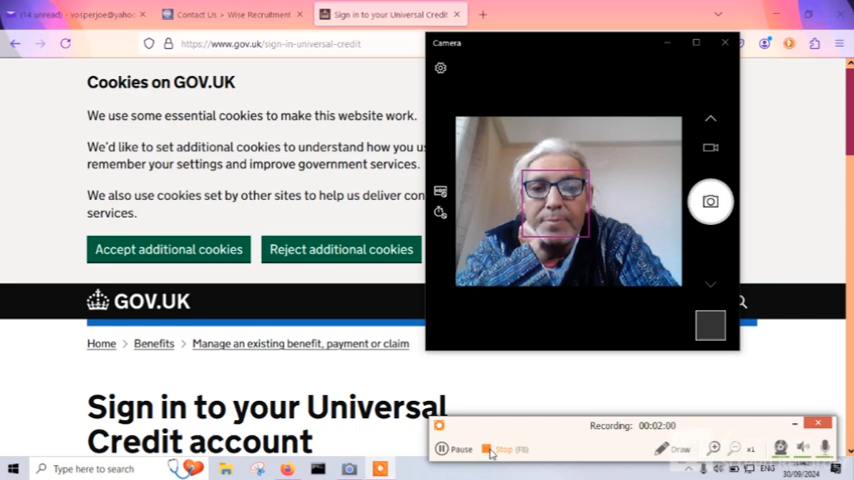 (14 unread) - vosperjoe@yahoo
Contact Us > Wise Recruitment
Sign in to your Universal Credit
https://www.gov.uk/sign-in-universal-credit
Camera
Cookies on GOV.UK
We use some essential cookies to make this website work.
We'd like to set additional cookies to understand how you us
remember your settings and improve government services.
We also use cookies set by other sites to help us deliver con
services.
Accept additional cookies
Reject additional cookies
GOV.UK
Home > Benefits > Manage an existing benefit, payment or claim
Sign in to your Universal
Credit account
Recording: 00:02:00
Pause
Stop (F8)
Draw
x1
Type here to search
ENG
30/09/2024